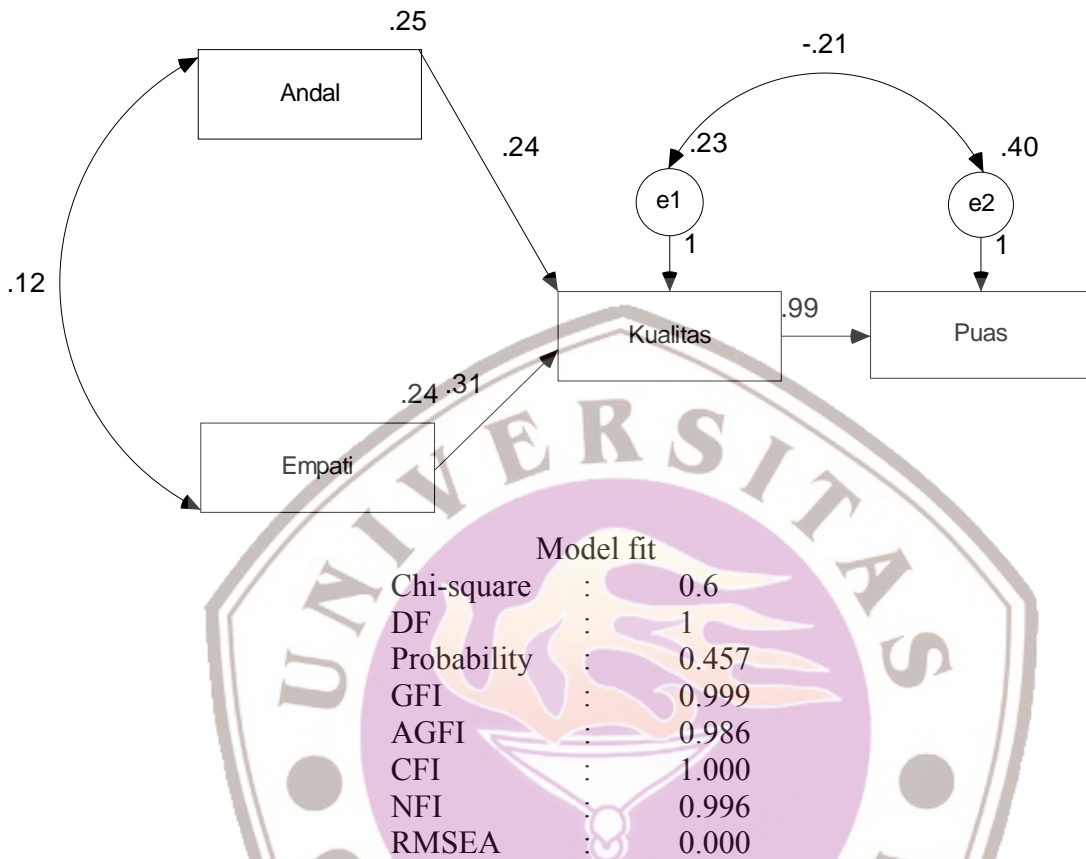 .25
-.21
Andal
.24
.23
.40
e1
e2
1
1
.12
.99
Kualitas
Puas
.24
.31
Empati
UNIVERSITAS
Model fit
Chi-square : 0.6
DF : 1
Probability : 0.457
GFI : 0.999
AGFI : 0.986
CFI : 1.000
NFI : 0.996
RMSEA : 0.000